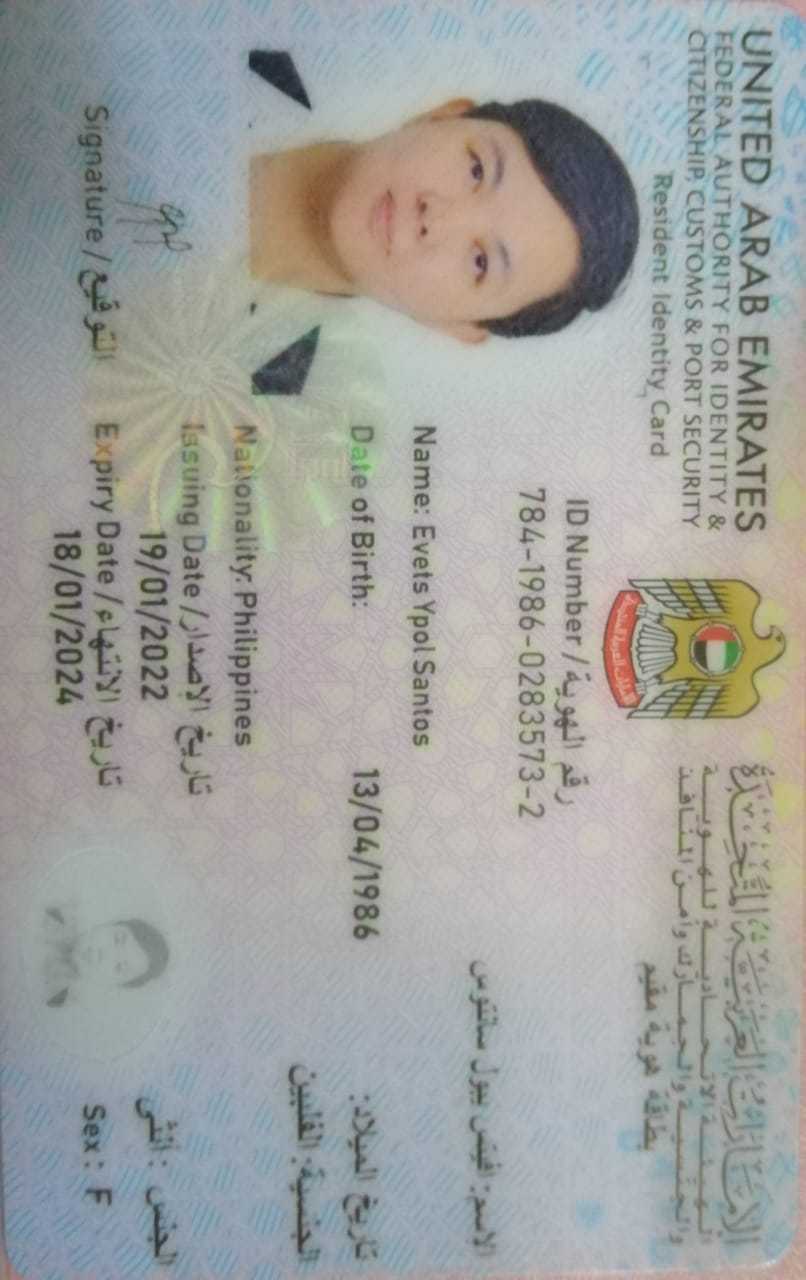 UNITED ARAB EMIRATES
FEDERAL AUTHORITY FOR IDENTITY &
CITIZENSHIP, CUSTOMS & PORT SECURITY
Resident Identity Card
الإمارات العربية المتحدة
الهيئة الاتحادية للهوية
والجنسية والجمارك وأمن المنافذ
بطاقة هوية مقيم
ID Number / رقم الهوية
784-1986-0283573-2
الاسم: افيتس يبول سانتوس
Name: Evets Ypol Santos
Date of Birth: 13/04/1986 تاريخ الميلاد:
الجنسية: الفلبين
Nationality: Philippines
Issuing Date / تاريخ الإصدار
19/01/2022
الجنس: أنثى
Expiry Date / تاريخ الانتهاء
18/01/2024
Sex: F
Signature / التوقيع